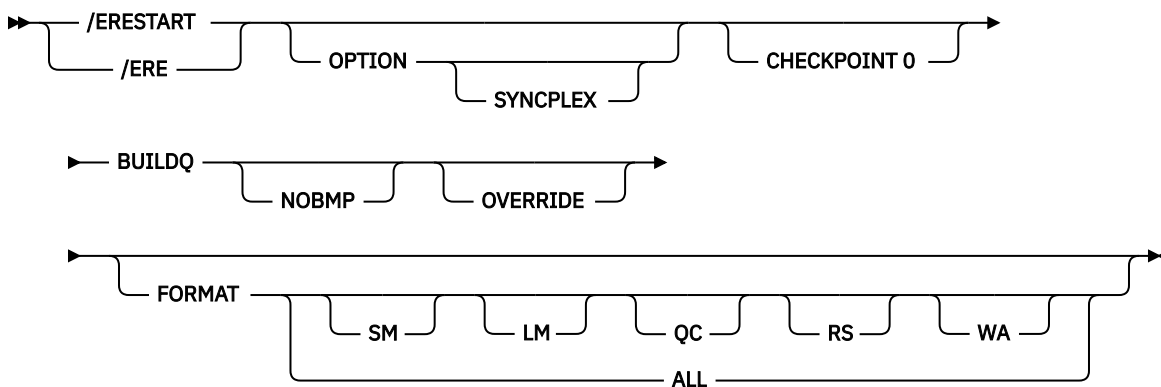 /ERESTART
/ERE
OPTION
SYNCPLEX
CHECKPOINT 0
BUILDQ
NOBMP
OVERRIDE
FORMAT
SM
LM
QC
RS
WA
ALL